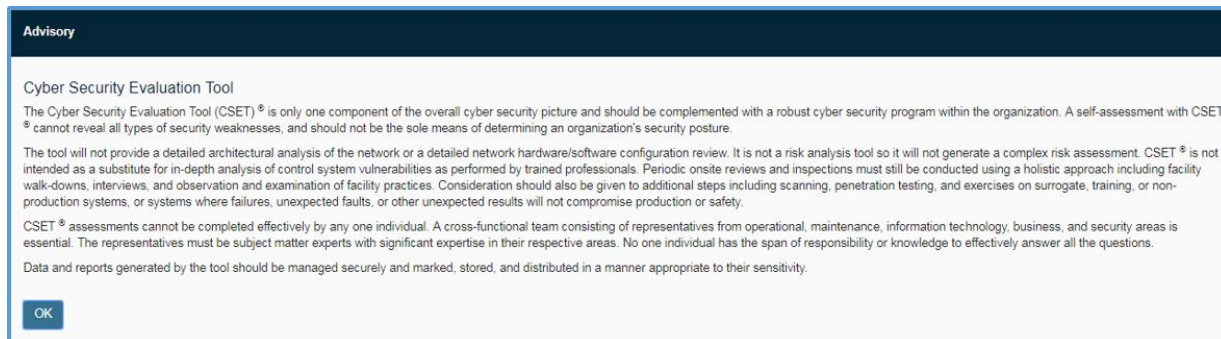 Advisory
Cyber Security Evaluation Tool
The Cyber Security Evaluation Tool (CSET) ® is only one component of the overall cyber security picture and should be complemented with a robust cyber security program within the organization. A self-assessment with CSET
® cannot reveal all types of security weaknesses, and should not be the sole means of determining an organization's security posture.
The tool will not provide a detailed architectural analysis of the network or a detailed network hardware/software configuration review. It is not a risk analysis tool so it will not generate a complex risk assessment. CSET ® is not
intended as a substitute for in-depth analysis of control system vulnerabilities as performed by trained professionals. Periodic onsite reviews and inspections must still be conducted using a holistic approach including facility
walk-downs, interviews, and observation and examination of facility practices. Consideration should also be given to additional steps including scanning, penetration testing, and exercises on surrogate, training, or non-
production systems, or systems where failures, unexpected faults, or other unexpected results will not compromise production or safety.
CSET ® assessments cannot be completed effectively by any one individual. A cross-functional team consisting of representatives from operational, maintenance, information technology, business, and security areas is
essential. The representatives must be subject matter experts with significant expertise in their respective areas. No one individual has the span of responsibility or knowledge to effectively answer all the questions.
Data and reports generated by the tool should be managed securely and marked, stored, and distributed in a manner appropriate to their sensitivity.
OK